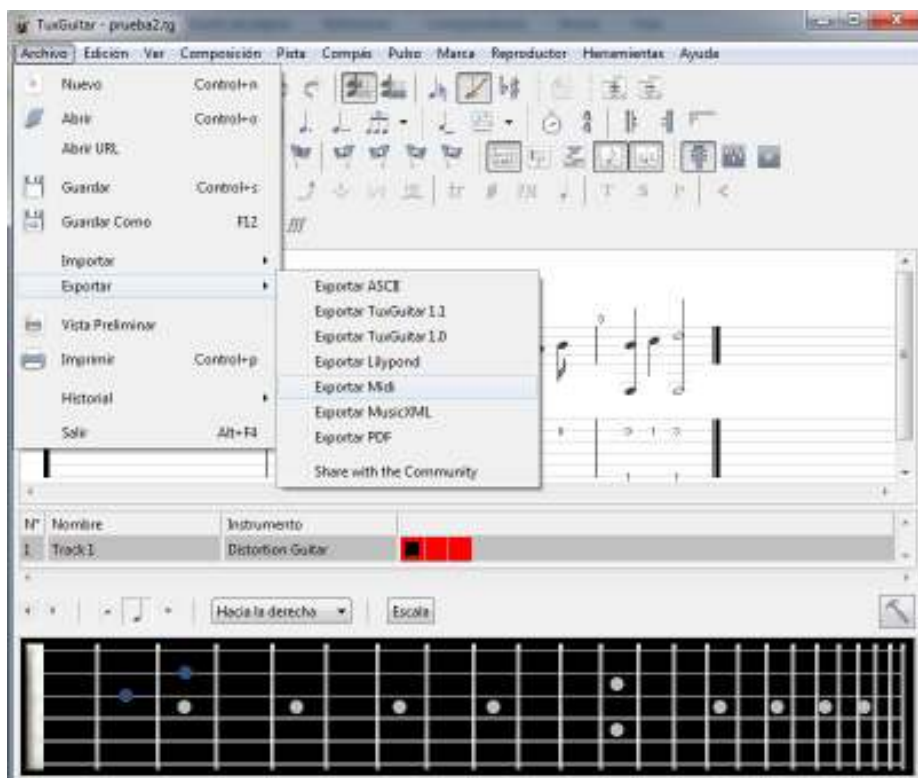 TuxGuitar - prueba2.tg
Archivo Edición Ver Composición Pista Compás Pulso Marca Reproductor Herramientas Ayuda
Nuevo Control+n
Abrir Control+o
Abrir URL
Guardar Control+s
Guardar Como F12
Importar
Exportar
Vista Preliminar
Imprimir Control+p
Historial
Salir Alt+F4
Exportar ASCII
Exportar TuxGuitar 1.1
Exportar TuxGuitar 1.0
Exportar Lilypond
Exportar Midi
Exportar MusicXML
Exportar PDF
Share with the Community
N° Nombre Instrumento
1 Track 1 Distortion Guitar
Hacia la derecha Escala